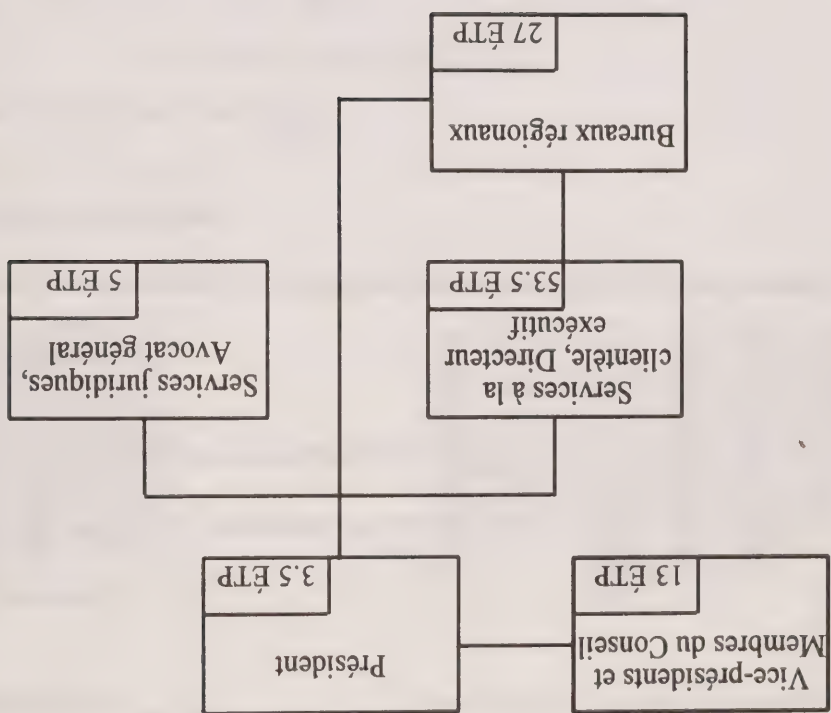 Vice-présidents et
Membres du Conseil
13 ÉTP
Président
3.5 ÉTP
Services à la
clientèle, Directeur
exécutif
53.5 ÉTP
Services juridiques,
Avocat général
5 ÉTP
Bureaux régionaux
27 ÉTP